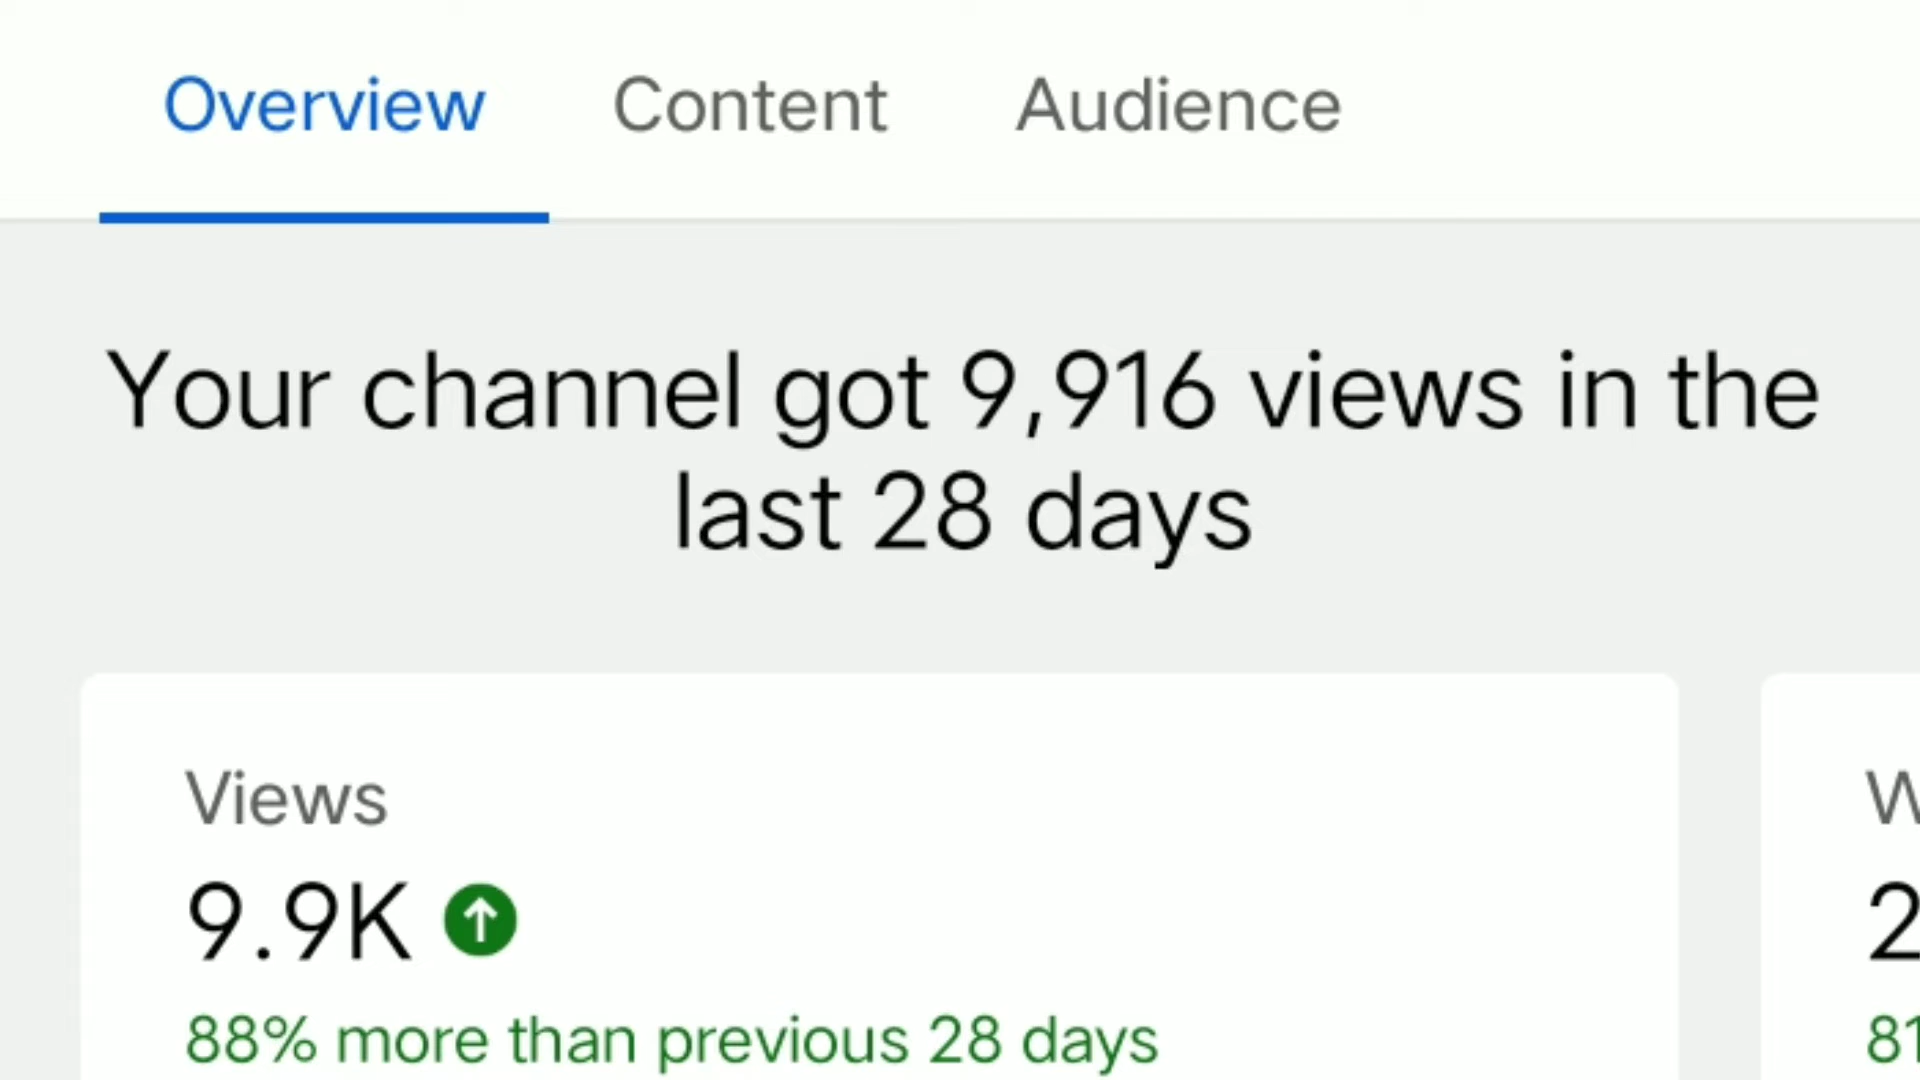 Overview Content Audience
Your channel got 9,916 views in the
last 28 days
Views
9.9K
88% more than previous 28 days